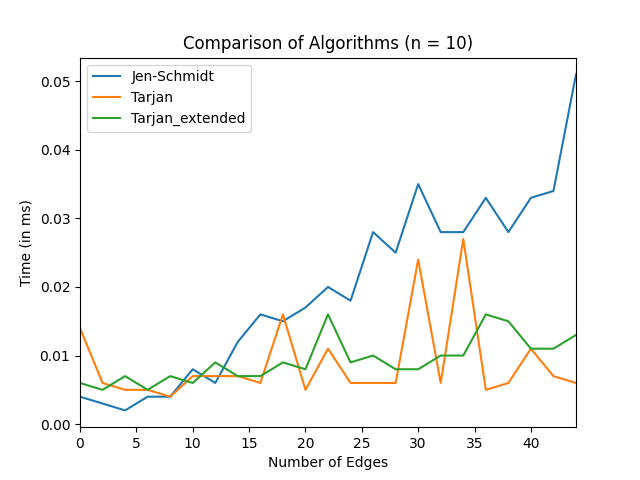 Comparison of Algorithms (n = 10)
Jen-Schmidt
Tarjan
Tarjan_extended
0.05
0.04
0.03
0.02
0.01
0.00
Time (in ms)
0 5 10 15 20 25 30 35 40
Number of Edges